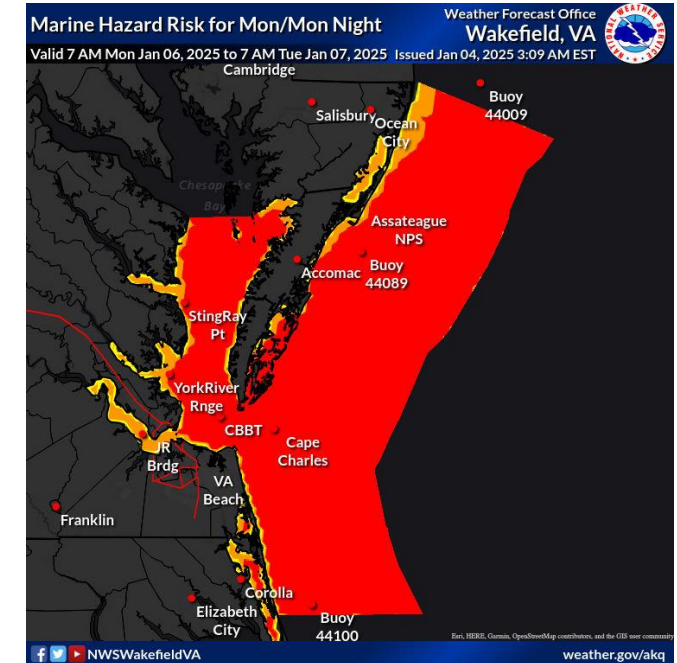 Marine Hazard Risk for Mon/Mon Night
Weather Forecast Office
Wakefield, VA
Valid 7 AM Mon Jan 06, 2025 to 7 AM Tue Jan 07, 2025 Issued Jan 04, 2025 3:09 AM EST
NATIONAL WEATHER SERVICE
Cambridge
Salisbury
Ocean
City
Buoy
44009
Chesapeake
Bay
Assateague
NPS
Accomac
Buoy
44089
StingRay
Pt
YorkRiver
Rnge
CBBT
Cape
Charles
JR
Brdg
VA
Beach
Franklin
Corolla
Elizabeth
City
Buoy
44100
Esri, HERE, Garmin, OpenStreetMap contributors, and the GIS user community
NWSWakefieldVA
weather.gov/akq